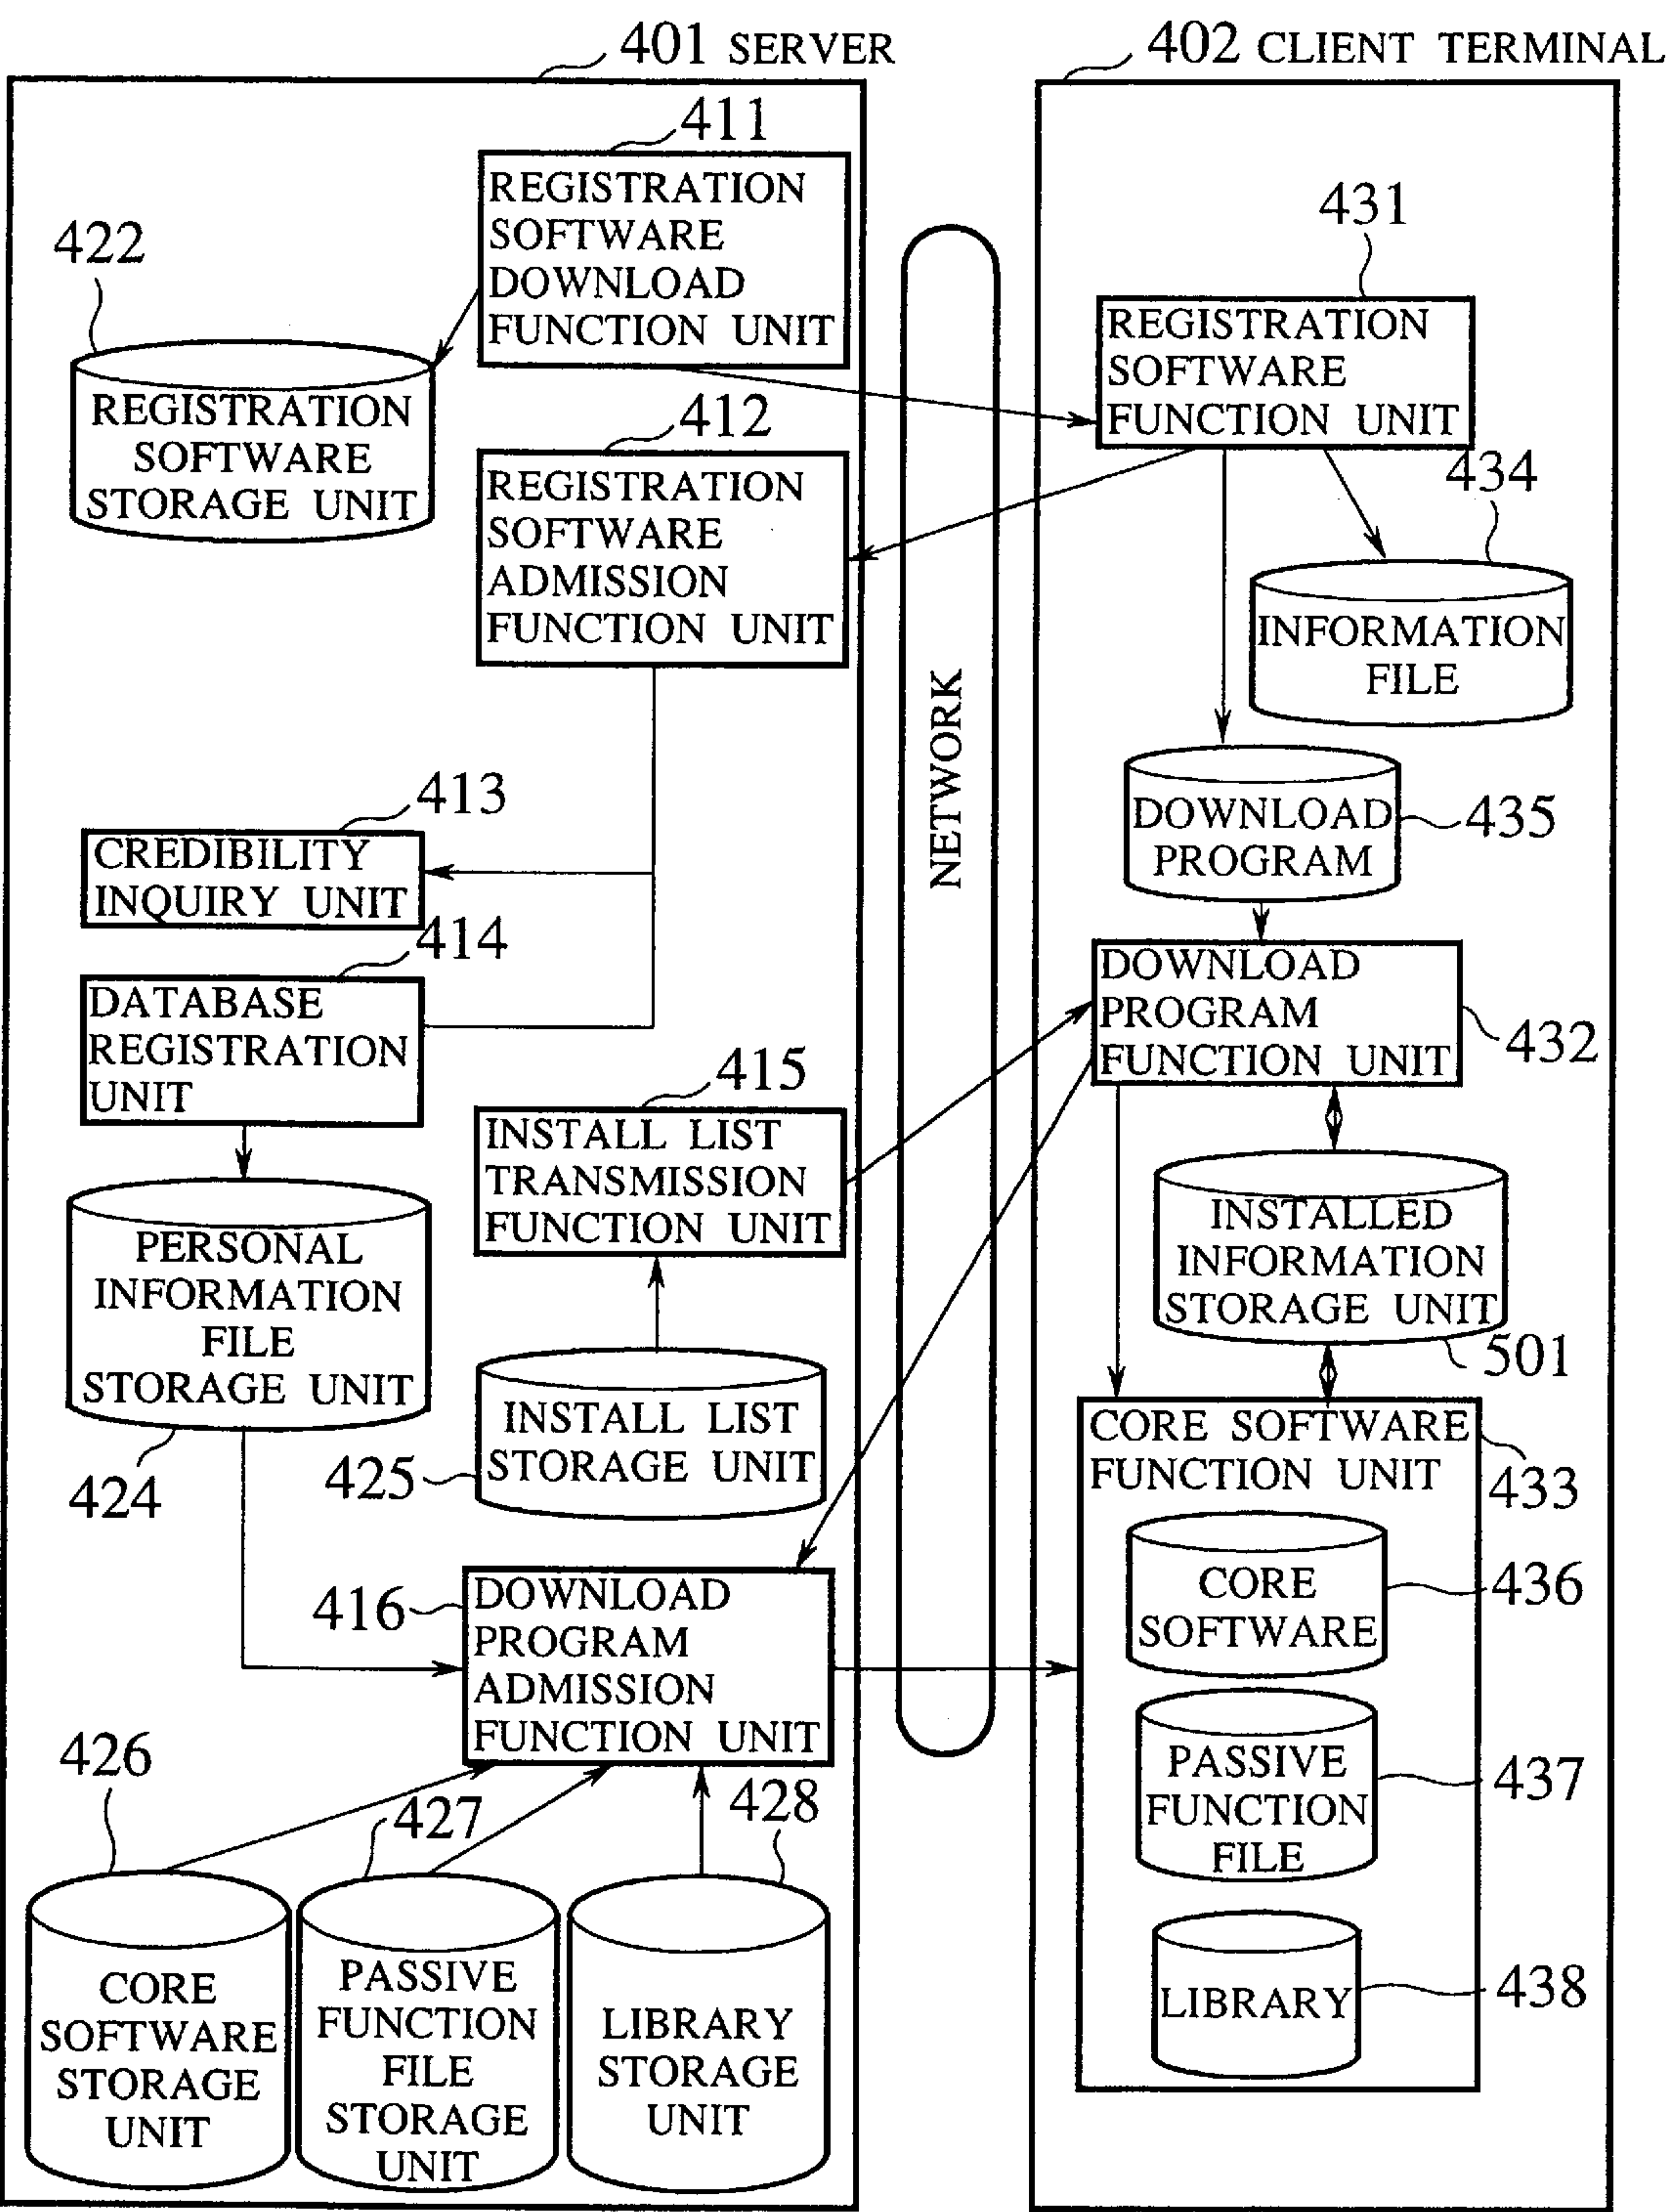 401 SERVER
411
REGISTRATION
SOFTWARE
DOWNLOAD
FUNCTION UNIT
422
REGISTRATION
SOFTWARE
STORAGE UNIT
412
REGISTRATION
SOFTWARE
ADMISSION
FUNCTION UNIT
413
CREDIBILITY
INQUIRY UNIT
414
DATABASE
REGISTRATION
UNIT
415
INSTALL LIST
TRANSMISSION
FUNCTION UNIT
PERSONAL
INFORMATION
FILE
STORAGE UNIT
424
INSTALL LIST
STORAGE UNIT
425
416
DOWNLOAD
PROGRAM
ADMISSION
FUNCTION UNIT
426
CORE
SOFTWARE
STORAGE
UNIT
427
PASSIVE
FUNCTION
FILE
STORAGE
UNIT
428
LIBRARY
STORAGE
UNIT
NETWORK
402 CLIENT TERMINAL
431
REGISTRATION
SOFTWARE
FUNCTION UNIT
434
INFORMATION
FILE
DOWNLOAD
PROGRAM
435
DOWNLOAD
PROGRAM
FUNCTION UNIT
432
INSTALLED
INFORMATION
STORAGE UNIT
501
CORE SOFTWARE
FUNCTION UNIT
433
CORE
SOFTWARE
436
PASSIVE
FUNCTION
FILE
437
LIBRARY
438